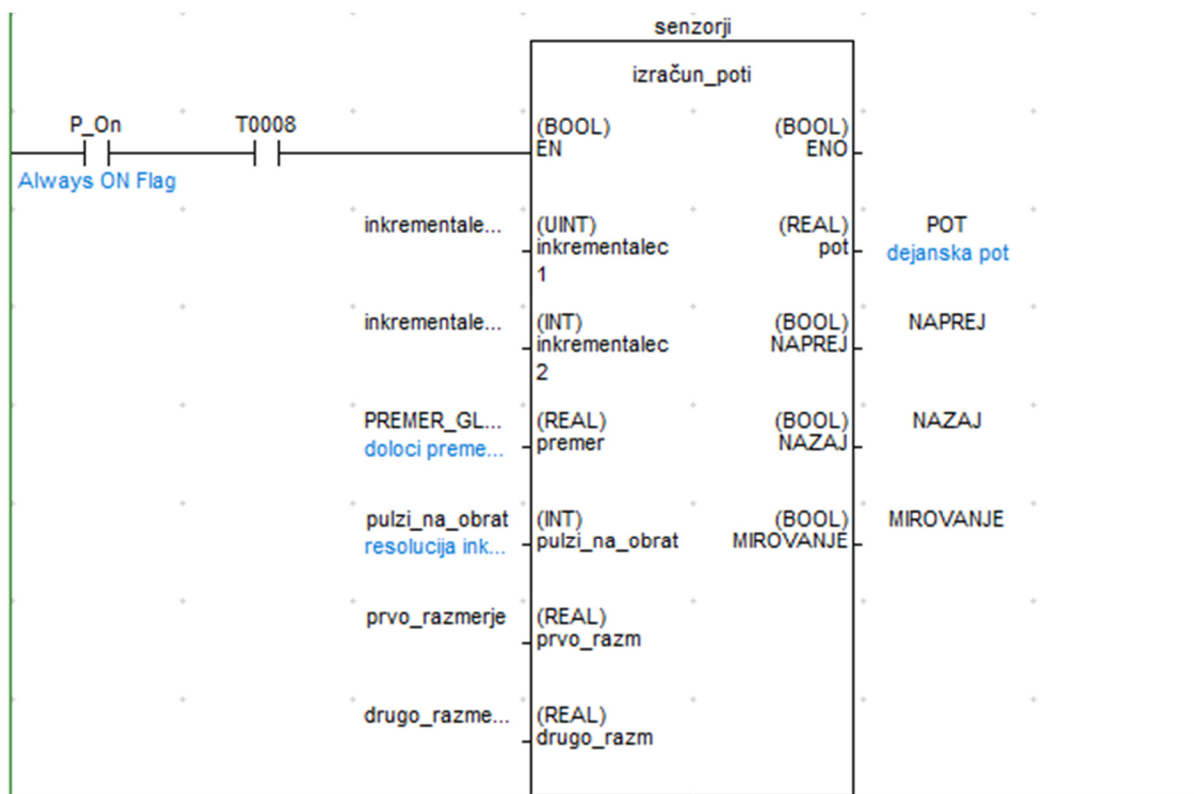 senzorji
izračun_poti
P_On
T0008
(BOOL)
(BOOL)
EN
ENO
Always ON Flag
inkrementale...
(UINT)
(REAL)
POT
inkrementalec
pot
dejanska pot
1
inkrementale...
(INT)
(BOOL)
NAPREJ
inkrementalec
NAPREJ
2
PREMER_GL...
(REAL)
(BOOL)
NAZAJ
doloci preme...
premer
NAZAJ
pulzi_na_obrat
(INT)
(BOOL)
MIROVANJE
resolucija ink...
pulzi_na_obrat
MIROVANJE
prvo_razmerje
(REAL)
prvo_razm
drugo_razme...
(REAL)
drugo_razm